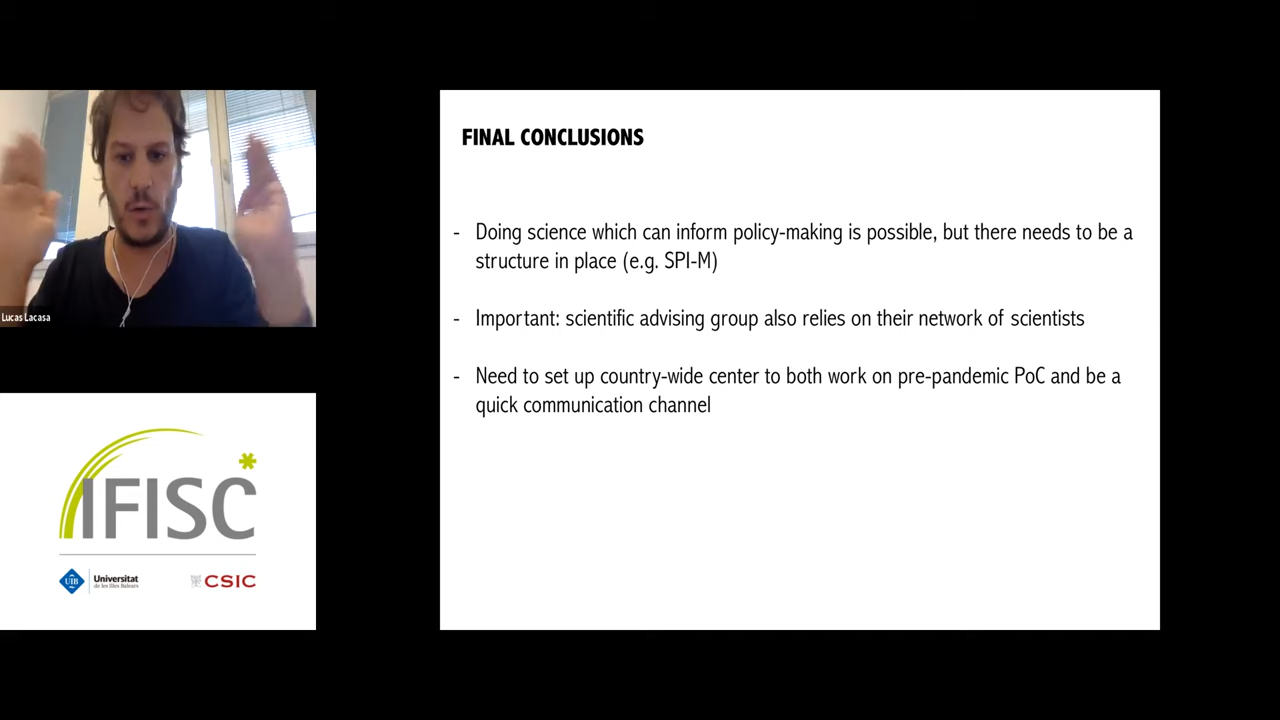 Lucas Lacasa
IFISC
UIB
Universitat
de les Illes Balears
CSIC
FINAL CONCLUSIONS
- Doing science which can inform policy-making is possible, but there needs to be a
structure in place (e.g. SPI-M)
- Important: scientific advising group also relies on their network of scientists
- Need to set up country-wide center to both work on pre-pandemic PoC and be a
quick communication channel